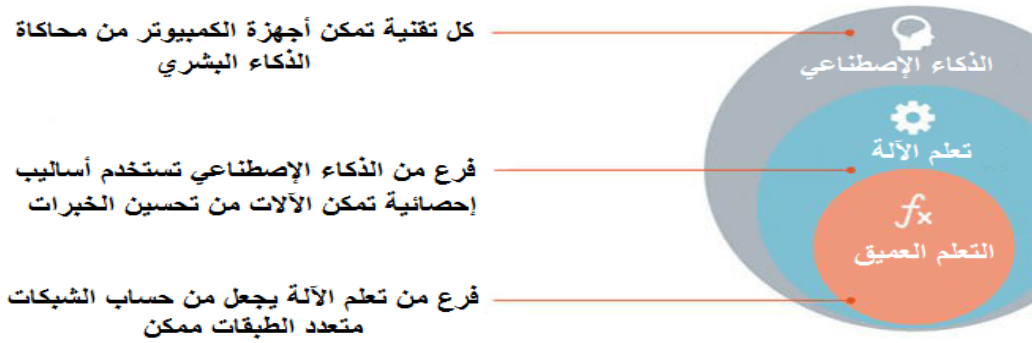 كل تقنية تمكن أجهزة الكمبيوتر من محاكاة
الذكاء البشري
الذكاء الإصطناعي
تعلم الآلة
فرع من الذكاء الإصطناعي تستخدم أساليب
إحصائية تمكن الآلات من تحسين الخبرات
fx
التعلم العميق
فرع من تعلم الآلة يجعل من حساب الشبكات
متعدد الطبقات ممكن